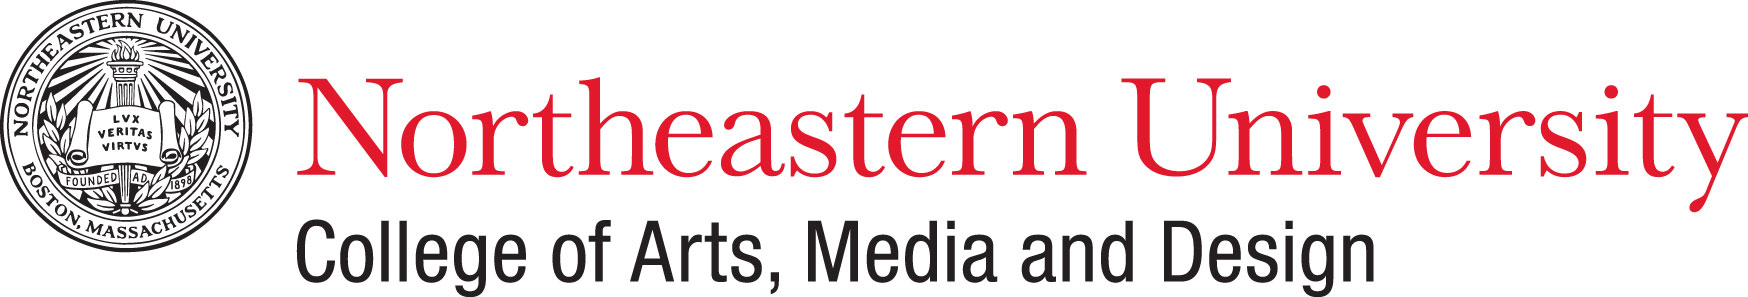 NORTHEASTERN UNIVERSITY
LVX
VERITAS
VIRTVS
FOUNDED AD 1898
BOSTON, MASSACHUSETTS
Northeastern University
College of Arts, Media and Design